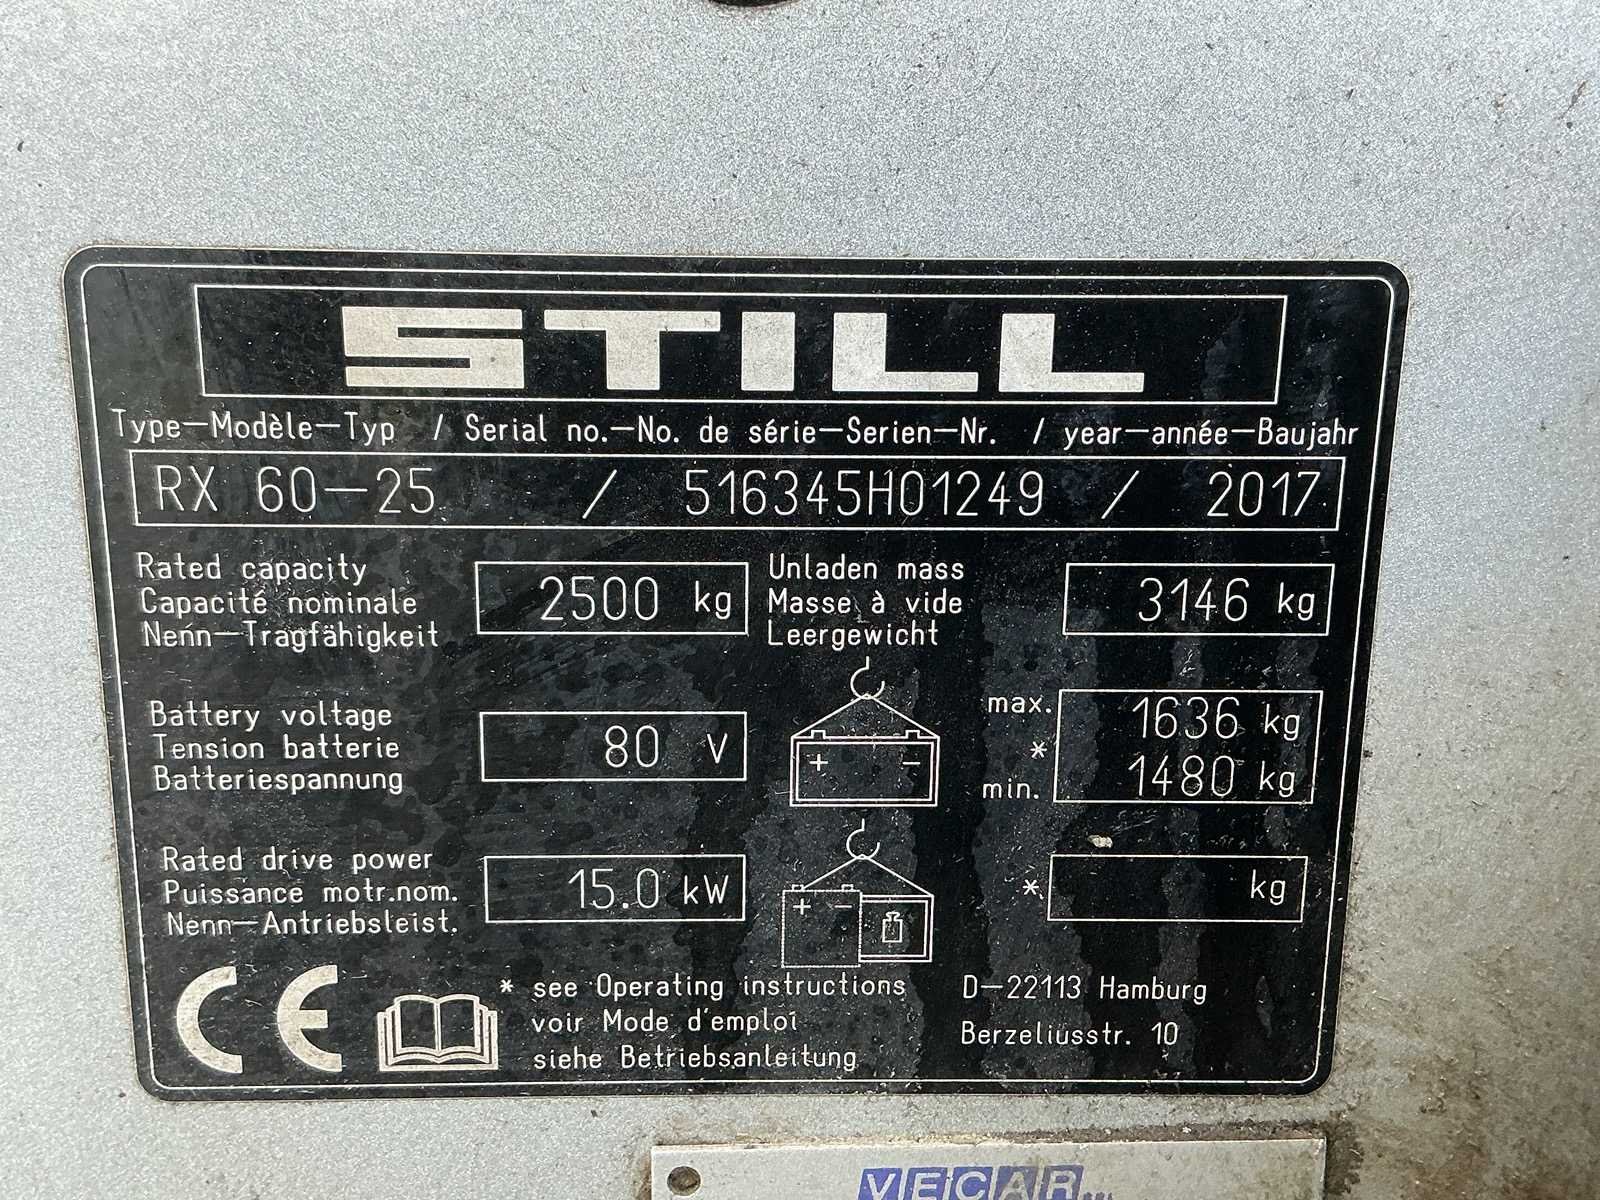 STILL
Type-Modèle-Typ / Serial no.-No. de série-Serien-Nr. / year-année-Baujahr
RX 60-25 / 516345H01249 / 2017
Rated capacity
Capacité nominale
Nenn-Tragfähigkeit
2500 kg
Unladen mass
Masse à vide
Leergewicht
3146 kg
Battery voltage
Tension batterie
Batteriespannung
80 V
+ -
max. 1636 kg
*
min. 1480 kg
Rated drive power
Puissance motr.nom.
Nenn-Antriebsleist.
15.0 kW
+ -
* kg
CE
* see Operating instructions
voir Mode d'emploi
siehe Betriebsanleitung
D-22113 Hamburg
Berzeliusstr. 10
VECAR...